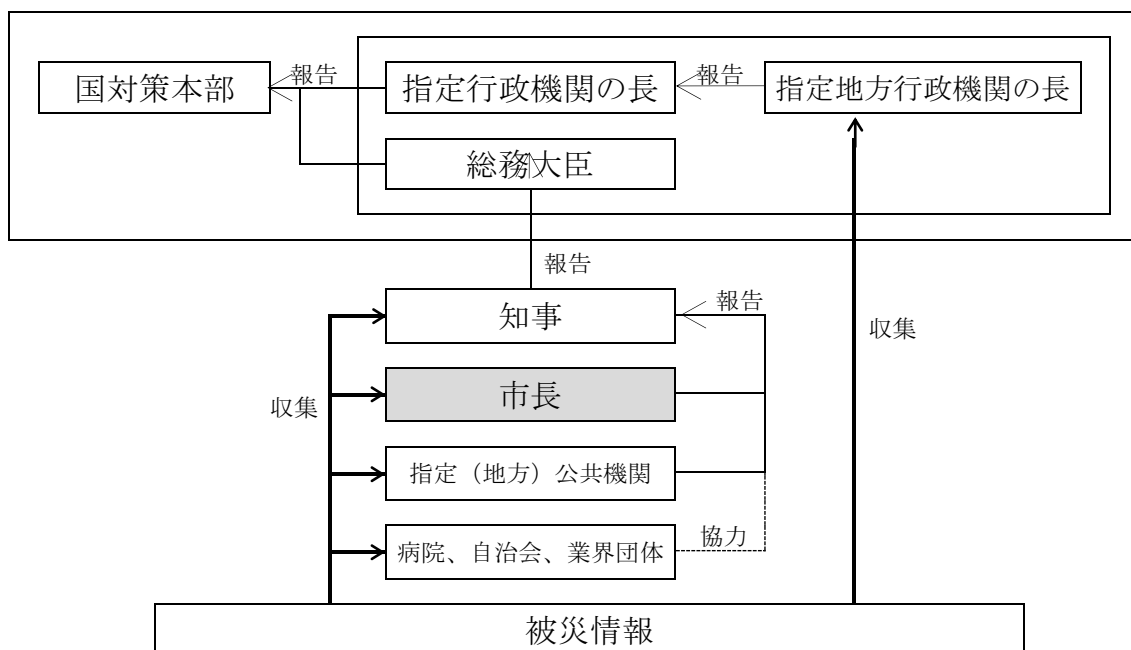 国対策本部
報告
指定行政機関の長
報告
指定地方行政機関の長
総務大臣
報告
知事
報告
収集
市長
収集
指定（地方）公共機関
病院、自治会、業界団体
協力
被災情報